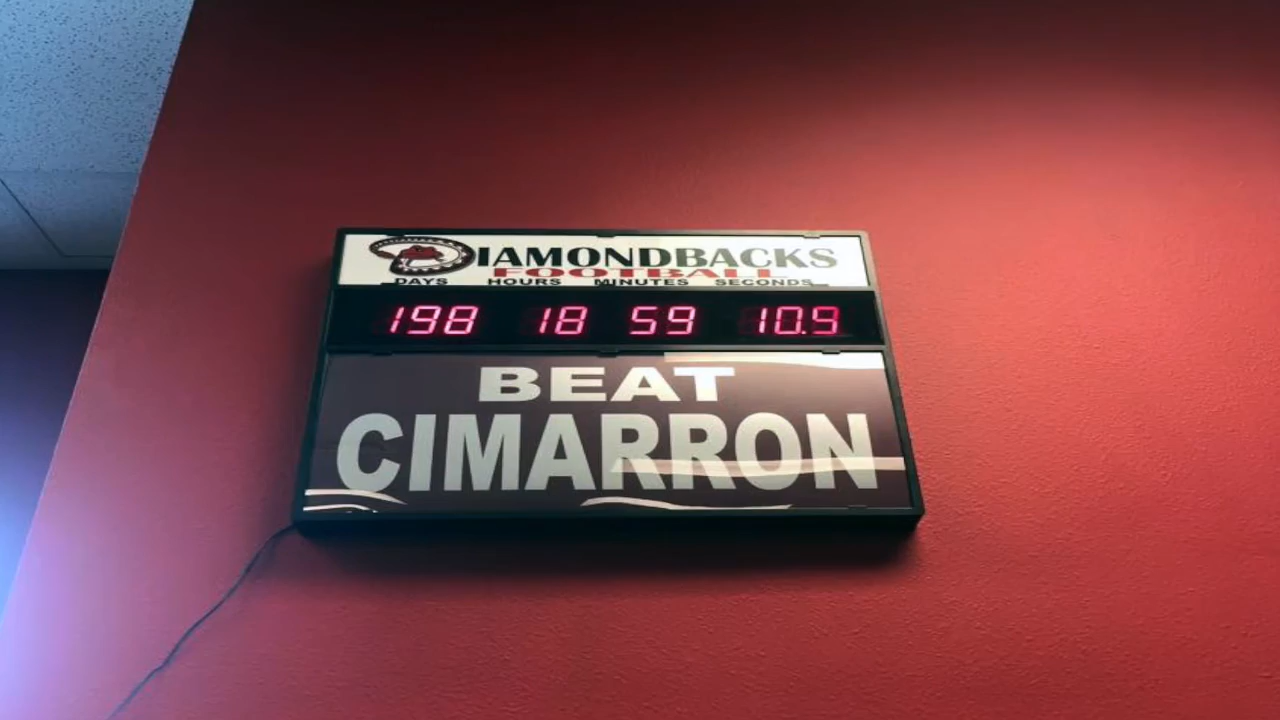 DIAMONDBACKS
FOOTBALL
DAYS HOURS MINUTES SECONDS
198 18 59 10.9
BEAT
CIMARRON